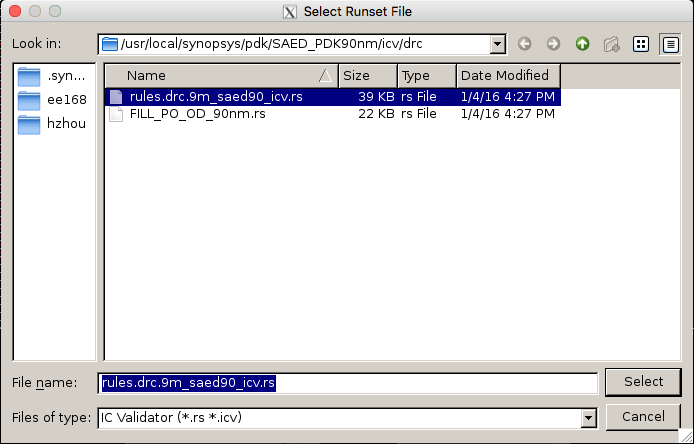 Select Runset File
Look in: /usr/local/synopsys/pdk/SAED_PDK90nm/icv/drc
.syn...
ee168
hzhou
Name Size Type Date Modified
rules.drc.9m_saed90_icv.rs 39 KB rs File 1/4/16 4:27 PM
FILL_PO_OD_90nm.rs 22 KB rs File 1/4/16 4:27 PM
File name: rules.drc.9m_saed90_icv.rs Select
Files of type: IC Validator (*.rs *.icv) Cancel